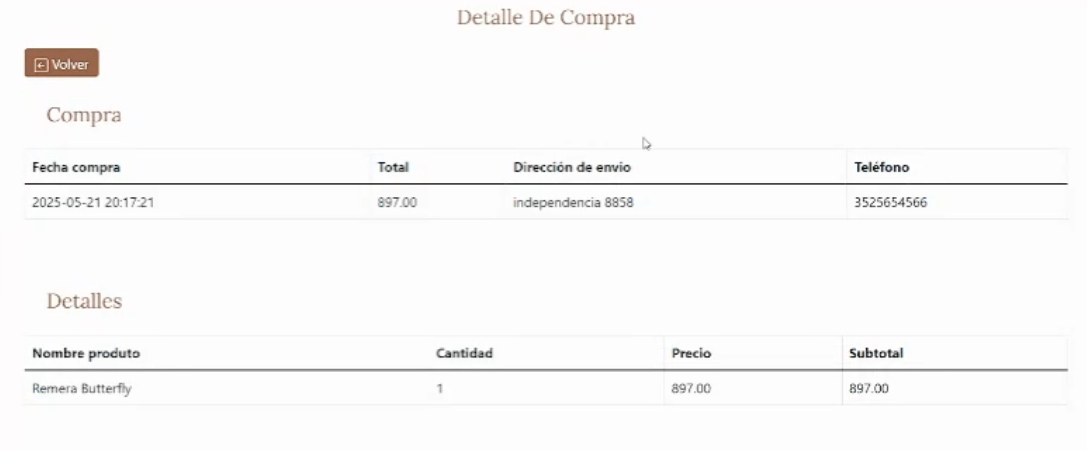 Detalle De Compra
Volver
Compra
Fecha compra Total Dirección de envio Teléfono
2025-05-21 20:17:21 897.00 independencia 8858 3525654566
Detalles
Nombre produto Cantidad Precio Subtotal
Remera Butterfly 1 897.00 897.00